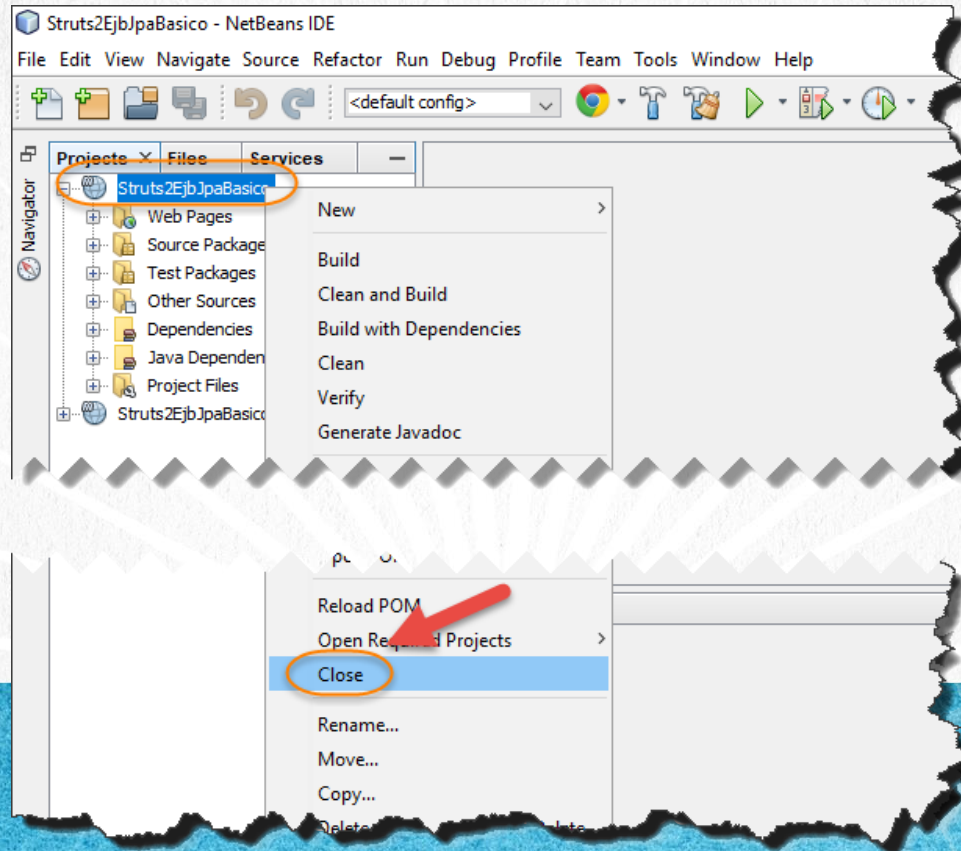 Struts2EjbJpaBasico - NetBeans IDE
File Edit View Navigate Source Refactor Run Debug Profile Team Tools Window Help
<default config>
Projects Files Services
Navigator
Struts2EjbJpaBasico
Web Pages
Source Package
Test Packages
Other Sources
Dependencies
Java Dependen
Project Files
Struts2EjbJpaBasico
New
Build
Clean and Build
Build with Dependencies
Clean
Verify
Generate Javadoc
Reload POM
Open Required Projects
Close
Rename...
Move...
Copy...